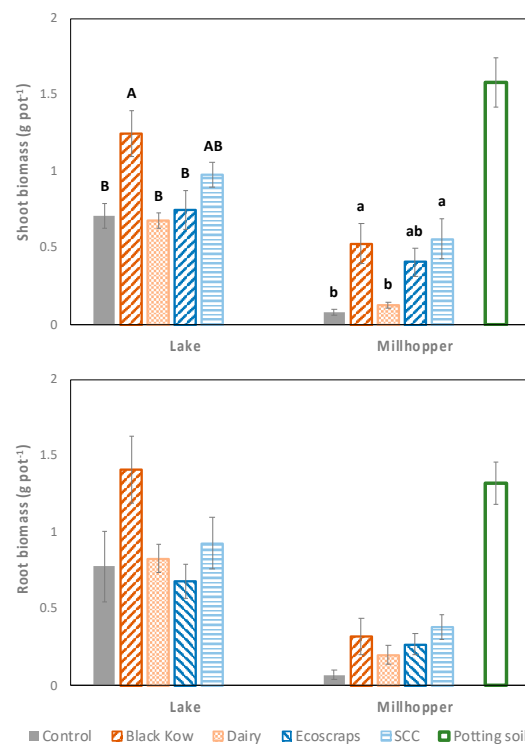 2
1.5
1
0.5
0
Shoot biomass (g pot⁻¹)
B
A
B
B
AB
b
a
b
ab
a
Lake Millhopper
2
1.5
1
0.5
0
Root biomass (g pot⁻¹)
Lake Millhopper
Control Black Kow Dairy Ecoscraps SCC Potting soil